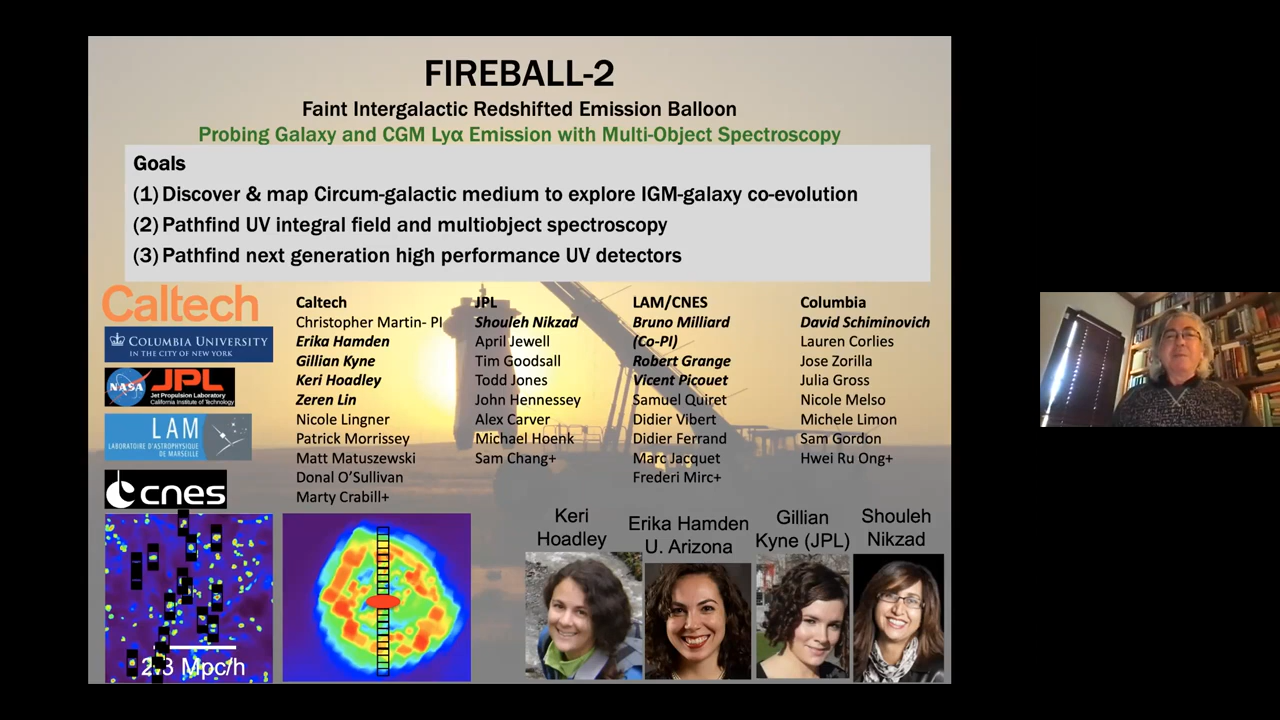 FIREBALL-2
Faint Intergalactic Redshifted Emission Balloon
Probing Galaxy and CGM Lyα Emission with Multi-Object Spectroscopy
Goals
(1) Discover & map Circum-galactic medium to explore IGM-galaxy co-evolution
(2) Pathfind UV integral field and multiobject spectroscopy
(3) Pathfind next generation high performance UV detectors
Caltech
COLUMBIA UNIVERSITY
IN THE CITY OF NEW YORK
NASA
JPL
Jet Propulsion Laboratory
California Institute of Technology
LAM
LABORATOIRE D'ASTROPHYSIQUE
DE MARSEILLE
cnes
Caltech
Christopher Martin- PI
Erika Hamden
Gillian Kyne
Keri Hoadley
Zeren Lin
Nicole Lingner
Patrick Morrissey
Matt Matuszewski
Donal O'Sullivan
Marty Crabill+
JPL
Shouleh Nikzad
April Jewell
Tim Goodsall
Todd Jones
John Hennessey
Alex Carver
Michael Hoenk
Sam Chang+
LAM/CNES
Bruno Milliard
(Co-PI)
Robert Grange
Vicent Picouet
Samuel Quiret
Didier Vibert
Didier Ferrand
Marc Jacquet
Frederi Mirc+
Columbia
David Schiminovich
Lauren Corlies
Jose Zorilla
Julia Gross
Nicole Melso
Michele Limon
Sam Gordon
Hwei Ru Ong+
2.3 Mpc/h
Keri
Hoadley
Erika Hamden
U. Arizona
Gillian
Kyne (JPL)
Shouleh
Nikzad